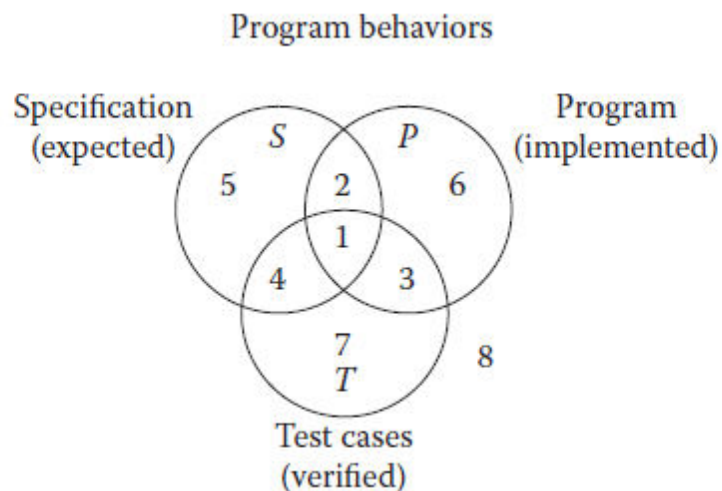 Program behaviors
Specification
(expected)
Program
(implemented)
S
P
5
2
6
1
4
3
7
8
T
Test cases
(verified)